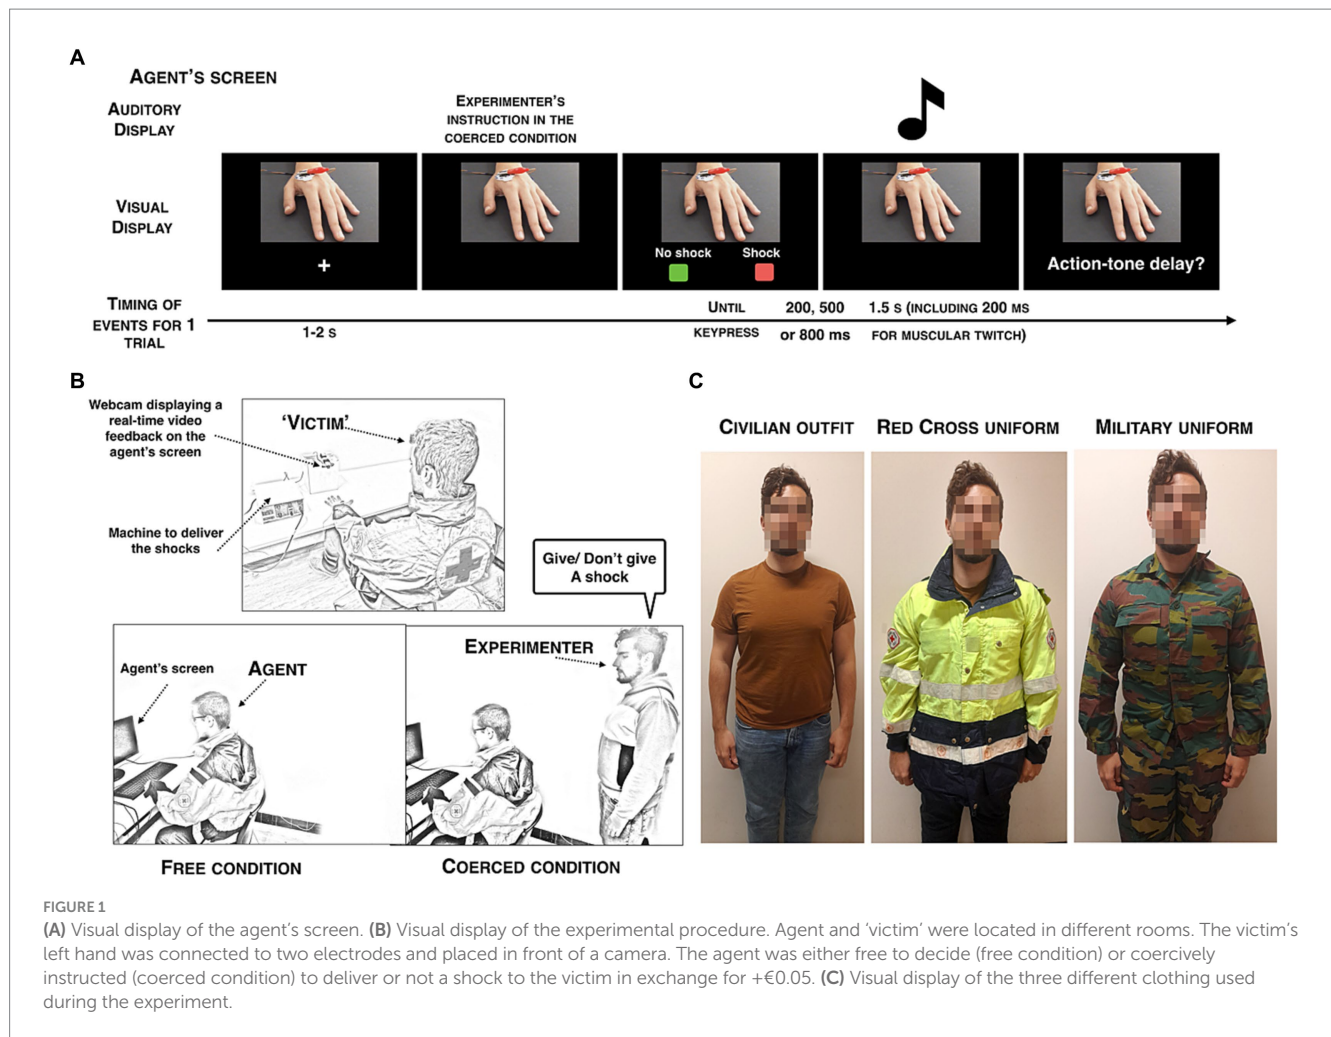 A
AGENT'S SCREEN
AUDITORY
DISPLAY
EXPERIMENTER'S
INSTRUCTION IN THE
COERCED CONDITION
VISUAL
DISPLAY
+
No shock Shock
Action-tone delay?
TIMING OF
EVENTS FOR 1
TRIAL
1-2 S
UNTIL
KEYPRESS
200, 500
or 800 ms
1.5 S (INCLUDING 200 MS
FOR MUSCULAR TWITCH)
B
Webcam displaying a
real-time video
feedback on the
agent's screen
'VICTIM'
Machine to deliver
the shocks
Give/ Don't give
A shock
Agent's screen
AGENT
EXPERIMENTER
FREE CONDITION
COERCED CONDITION
C
CIVILIAN OUTFIT
RED CROSS UNIFORM
MILITARY UNIFORM
FIGURE 1
(A) Visual display of the agent's screen. (B) Visual display of the experimental procedure. Agent and 'victim' were located in different rooms. The victim's
left hand was connected to two electrodes and placed in front of a camera. The agent was either free to decide (free condition) or coercively
instructed (coerced condition) to deliver or not a shock to the victim in exchange for +€0.05. (C) Visual display of the three different clothing used
during the experiment.